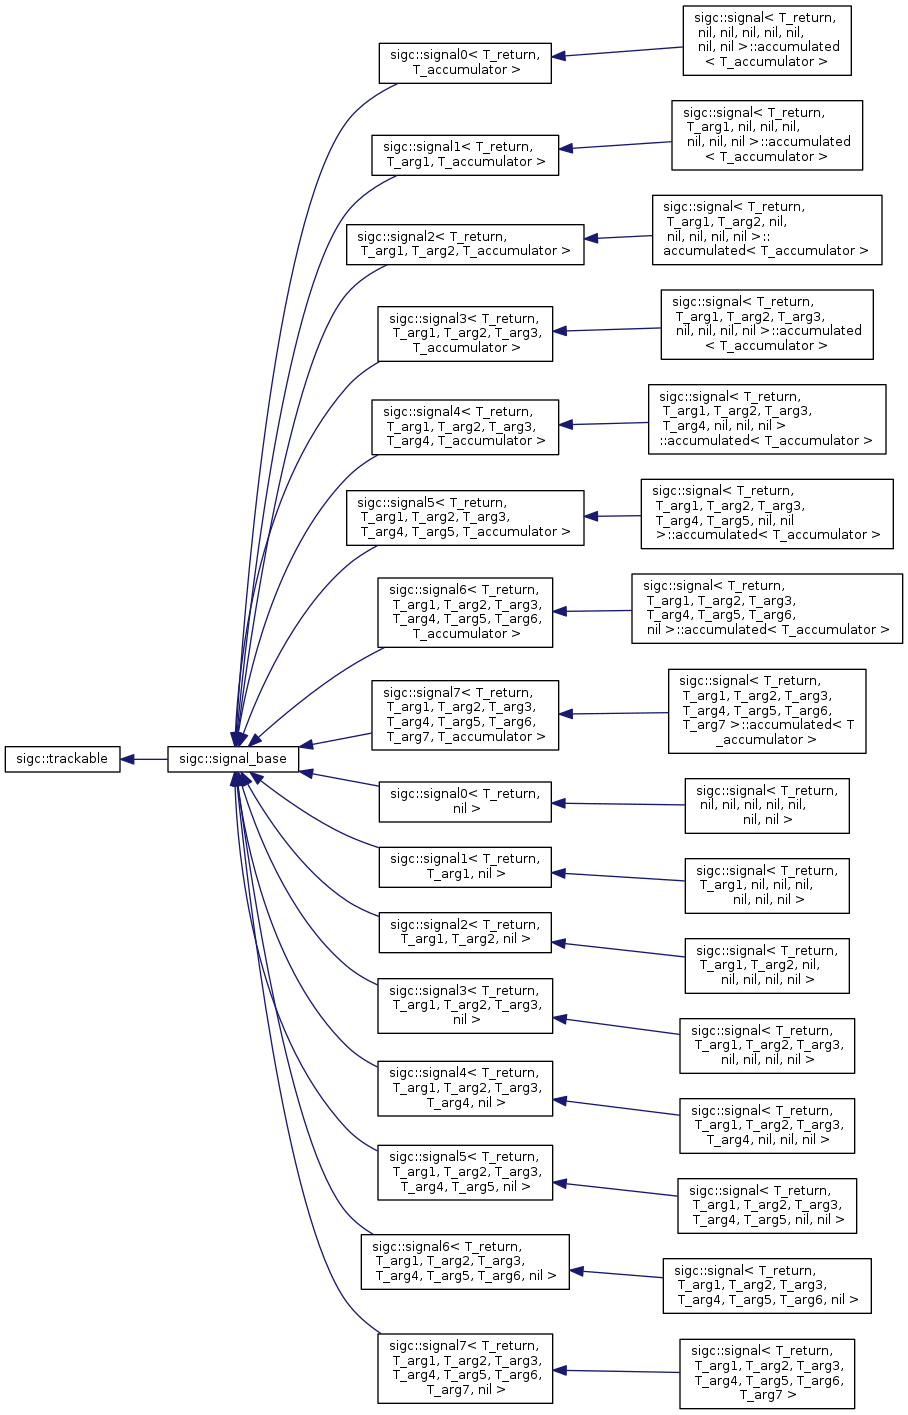 sigc::trackable
sigc::signal_base
sigc::signal0< T_return,
T_accumulator >
sigc::signal< T_return,
nil, nil, nil, nil, nil,
nil, nil >::accumulated
< T_accumulator >
sigc::signal1< T_return,
T_arg1, T_accumulator >
sigc::signal< T_return,
T_arg1, nil, nil, nil,
nil, nil, nil >::accumulated
< T_accumulator >
sigc::signal2< T_return,
T_arg1, T_arg2, T_accumulator >
sigc::signal< T_return,
T_arg1, T_arg2, nil,
nil, nil, nil, nil >::
accumulated< T_accumulator >
sigc::signal3< T_return,
T_arg1, T_arg2, T_arg3,
T_accumulator >
sigc::signal< T_return,
T_arg1, T_arg2, T_arg3,
nil, nil, nil, nil >::accumulated
< T_accumulator >
sigc::signal4< T_return,
T_arg1, T_arg2, T_arg3,
T_arg4, T_accumulator >
sigc::signal< T_return,
T_arg1, T_arg2, T_arg3,
T_arg4, nil, nil, nil >
::accumulated< T_accumulator >
sigc::signal5< T_return,
T_arg1, T_arg2, T_arg3,
T_arg4, T_arg5, T_accumulator >
sigc::signal< T_return,
T_arg1, T_arg2, T_arg3,
T_arg4, T_arg5, nil, nil
>::accumulated< T_accumulator >
sigc::signal6< T_return,
T_arg1, T_arg2, T_arg3,
T_arg4, T_arg5, T_arg6,
T_accumulator >
sigc::signal< T_return,
T_arg1, T_arg2, T_arg3,
T_arg4, T_arg5, T_arg6,
nil >::accumulated< T_accumulator >
sigc::signal7< T_return,
T_arg1, T_arg2, T_arg3,
T_arg4, T_arg5, T_arg6,
T_arg7, T_accumulator >
sigc::signal< T_return,
T_arg1, T_arg2, T_arg3,
T_arg4, T_arg5, T_arg6,
T_arg7 >::accumulated< T
_accumulator >
sigc::signal0< T_return,
nil >
sigc::signal< T_return,
nil, nil, nil, nil, nil,
nil, nil >
sigc::signal1< T_return,
T_arg1, nil >
sigc::signal< T_return,
T_arg1, nil, nil, nil,
nil, nil, nil >
sigc::signal2< T_return,
T_arg1, T_arg2, nil >
sigc::signal< T_return,
T_arg1, T_arg2, nil,
nil, nil, nil, nil >
sigc::signal3< T_return,
T_arg1, T_arg2, T_arg3,
nil >
sigc::signal< T_return,
T_arg1, T_arg2, T_arg3,
nil, nil, nil, nil >
sigc::signal4< T_return,
T_arg1, T_arg2, T_arg3,
T_arg4, nil >
sigc::signal< T_return,
T_arg1, T_arg2, T_arg3,
T_arg4, nil, nil, nil >
sigc::signal5< T_return,
T_arg1, T_arg2, T_arg3,
T_arg4, T_arg5, nil >
sigc::signal< T_return,
T_arg1, T_arg2, T_arg3,
T_arg4, T_arg5, nil, nil >
sigc::signal6< T_return,
T_arg1, T_arg2, T_arg3,
T_arg4, T_arg5, T_arg6, nil >
sigc::signal< T_return,
T_arg1, T_arg2, T_arg3,
T_arg4, T_arg5, T_arg6, nil >
sigc::signal7< T_return,
T_arg1, T_arg2, T_arg3,
T_arg4, T_arg5, T_arg6,
T_arg7, nil >
sigc::signal< T_return,
T_arg1, T_arg2, T_arg3,
T_arg4, T_arg5, T_arg6,
T_arg7 >